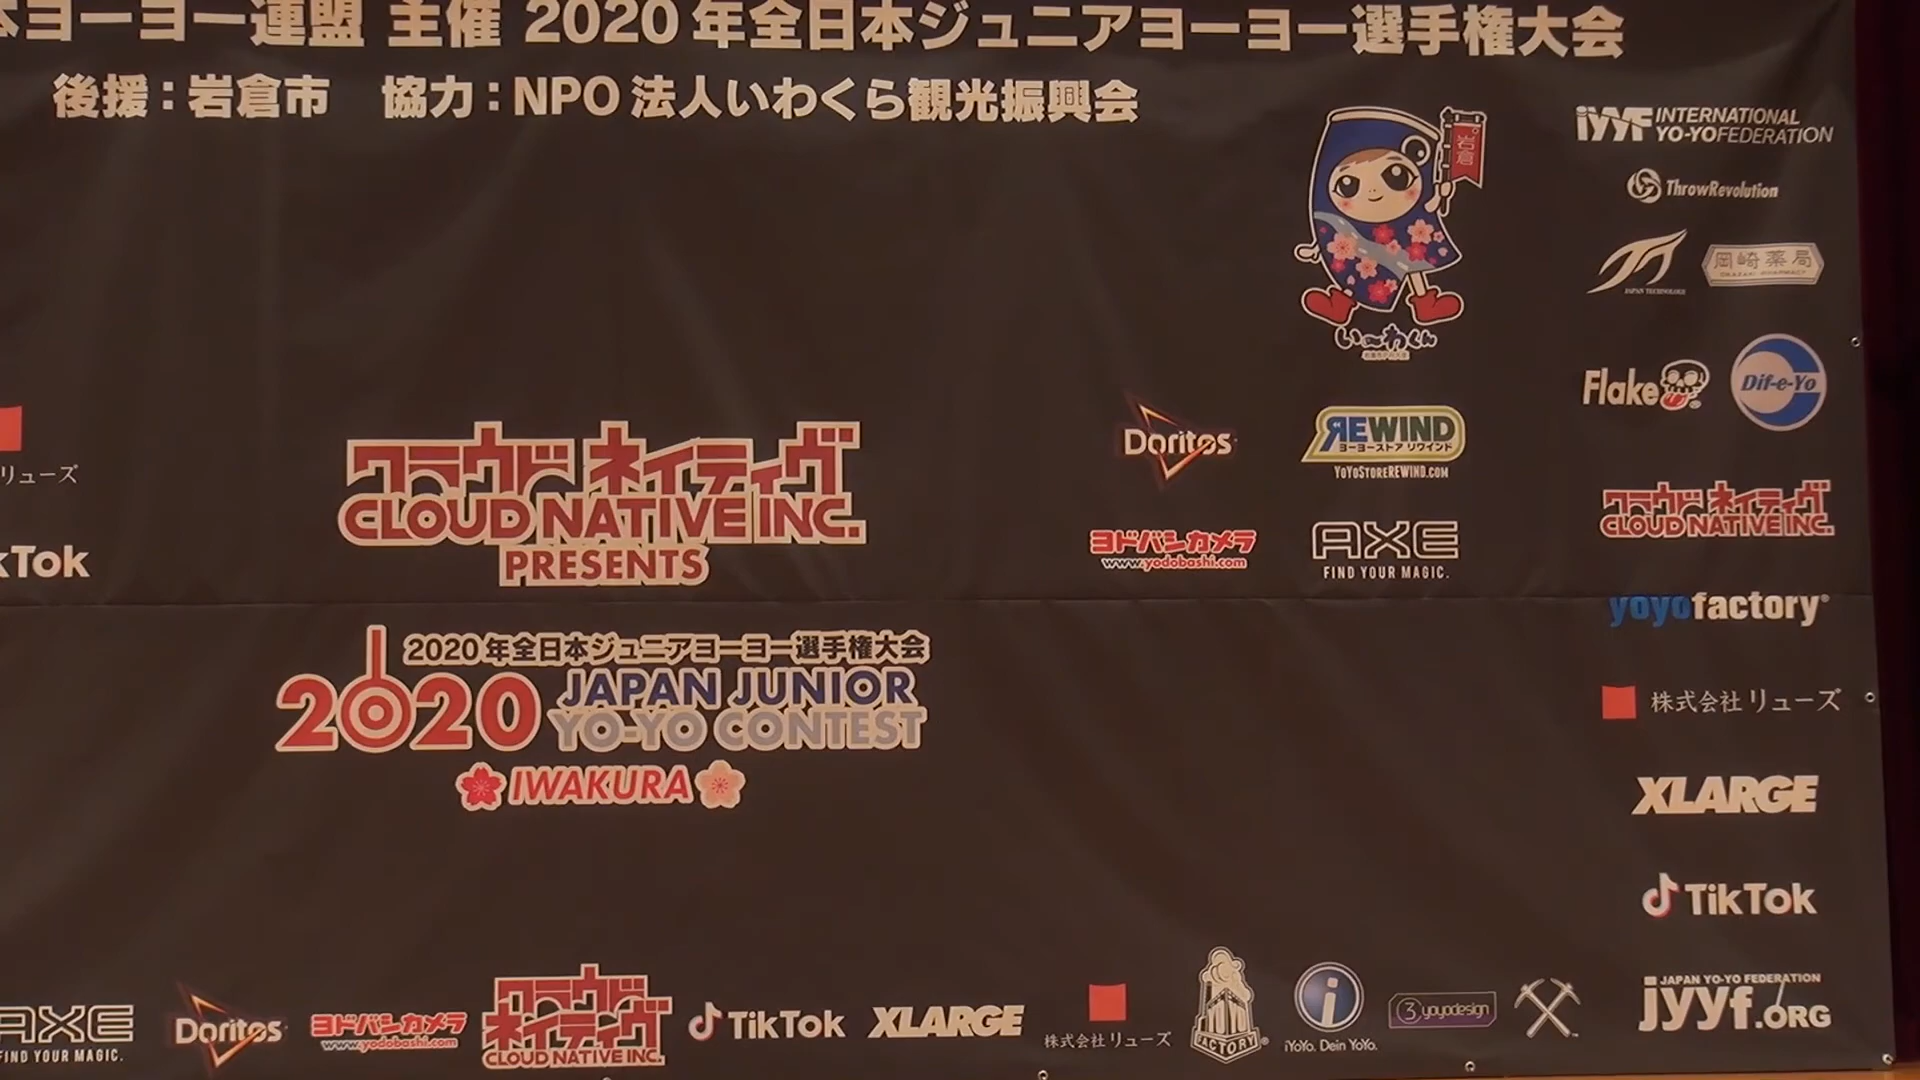 ヨーヨー連盟 主催 2020年全日本ジュニアヨーヨー選手権大会
後援：岩倉市 協力：NPO法人いわくら観光振興会
岩倉
い〜わくん
iYYF INTERNATIONAL
YO-YOFEDERATION
ThrowRevolution
JAPAN TECHNOLOGY
岡崎薬局
OKAZAKI PHARMACY
Flake
Dif-e-Yo
リューズ
TikTok
クラウドネイティヴ
CLOUD NATIVE INC.
PRESENTS
Doritos
REWIND
ヨーヨーストア リワインド
YOYOSTOREREWIND.COM
ヨドバシカメラ
www.yodobashi.com
AXE
FIND YOUR MAGIC.
クラウドネイティヴ
CLOUD NATIVE INC.
yoyofactory
2020年全日本ジュニアヨーヨー選手権大会
2020 JAPAN JUNIOR
YO-YO CONTEST
IWAKURA
株式会社リューズ
XLARGE
TikTok
JAPAN YO-YO FEDERATION
jyyf.ORG
AXE
FIND YOUR MAGIC.
Doritos
ヨドバシカメラ
www.yodobashi.com
クラウド
ネイティヴ
CLOUD NATIVE INC.
TikTok
XLARGE
株式会社リューズ
FACTORY
i
iYoYo. Dein YoYo.
3yoyodesign